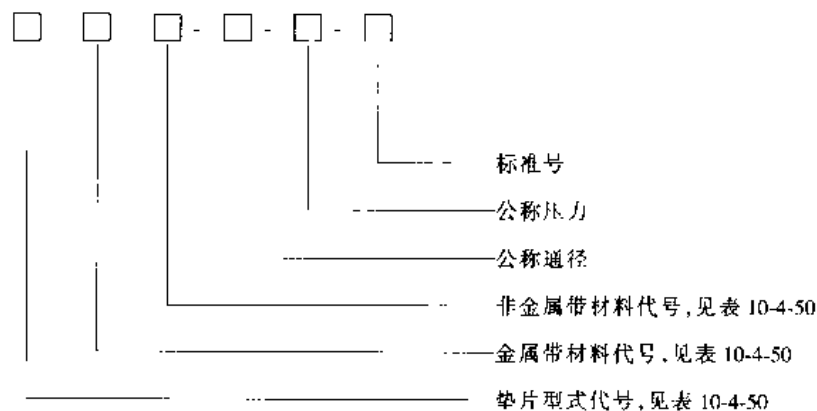 □ □ □-□-□-□
标准号
公称压力
公称通径
非金属带材料代号,见表 10-4-50
金属带材料代号,见表 10-4-50
垫片型式代号,见表 10-4-50